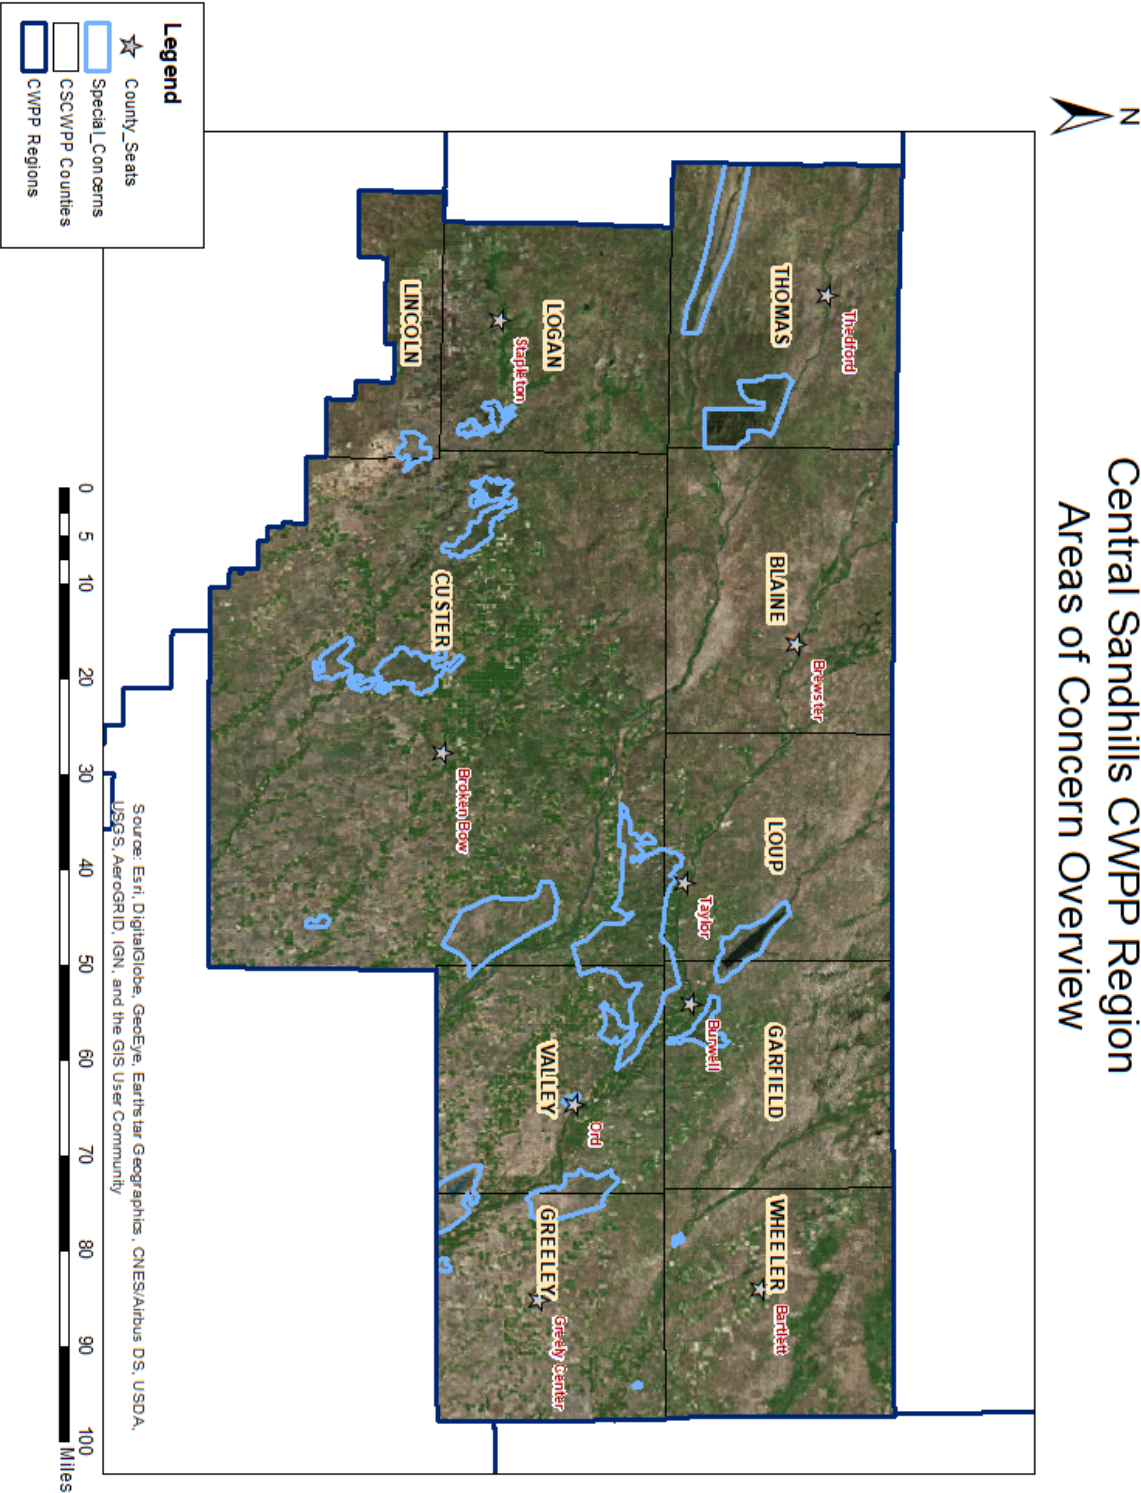 Central Sandhills CWPP Region
Areas of Concern Overview
N
THOMAS
Thedford
BLAINE
Brewster
LOUP
Taylor
GARFIELD
Burwell
WHEELER
Bartlett
LOGAN
Stapleton
LINCOLN
CUSTER
Broken Bow
VALLEY
Ord
GREELEY
Greely Center
Legend
County_Seats
Special_Concerns
CSCWPP Counties
CWPP Regions
Source: Esri, DigitalGlobe, GeoEye, Earthstar Geographics, CNES/Airbus DS, USDA,
USGS, AeroGRID, IGN, and the GIS User Community
0 5 10 20 30 40 50 60 70 80 90 100
Miles